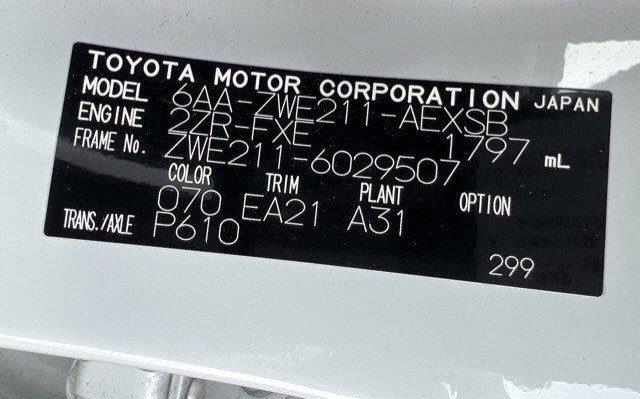 TOYOTA MOTOR CORPORATION JAPAN
MODEL 6AA-ZWE211-AEXSB
ENGINE 2ZR-FXE 1797 mL
FRAME No. ZWE211-6029507
COLOR TRIM PLANT OPTION
070 EA21 A31
TRANS./AXLE P610
299